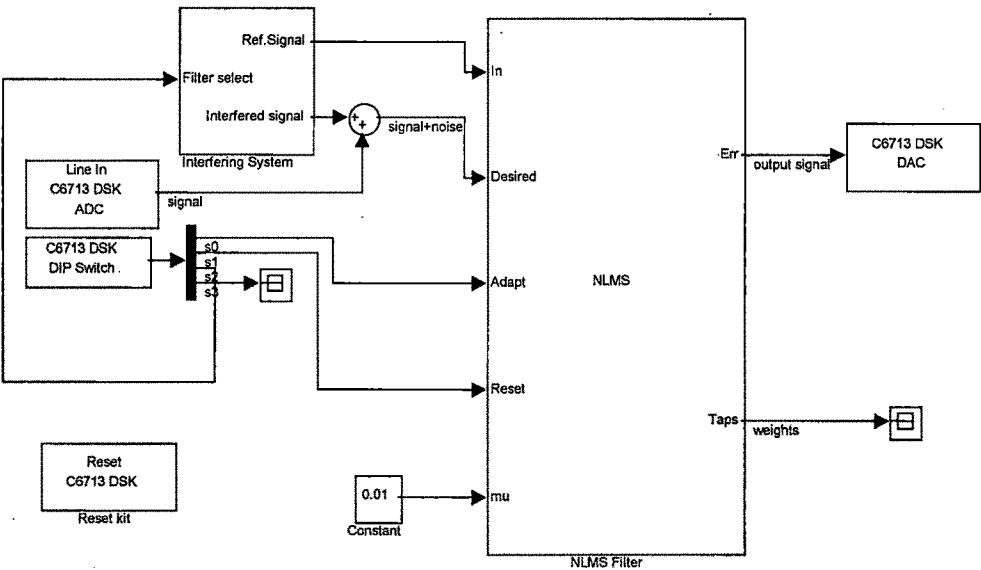 Ref.Signal
Filter select
Interfered signal
Interfering System
+
+
signal+noise
Line In
C6713 DSK
ADC
signal
C6713 DSK
DIP Switch
s0
s1
s2
s3
In
Desired
Adapt
Reset
mu
NLMS
Err
Taps
NLMS Filter
output signal
C6713 DSK
DAC
weights
Reset
C6713 DSK
Reset kit
0.01
Constant